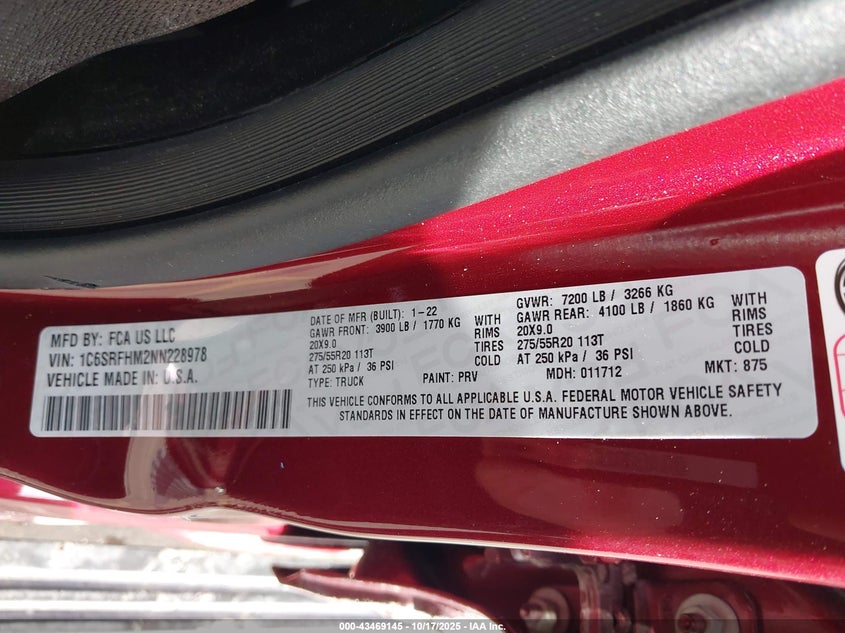 MFD BY: FCA US LLC
VIN: 1C6SRFHM2NN228978
VEHICLE MADE IN: U.S.A.
DATE OF MFR (BUILT): 1-22
GAWR FRONT: 3900 LB / 1770 KG WITH
20X9.0 RIMS
275/55R20 113T TIRES
AT 250 kPa / 36 PSI COLD
TYPE: TRUCK PAINT: PRV
GVWR: 7200 LB / 3266 KG
GAWR REAR: 4100 LB / 1860 KG WITH
20X9.0 RIMS
275/55R20 113T TIRES
AT 250 kPa / 36 PSI COLD
MDH: 011712 MKT: 875
THIS VEHICLE CONFORMS TO ALL APPLICABLE U.S.A. FEDERAL MOTOR VEHICLE SAFETY
STANDARDS IN EFFECT ON THE DATE OF MANUFACTURE SHOWN ABOVE.
000-43469145 - 10/17/2025 - IAA Inc.